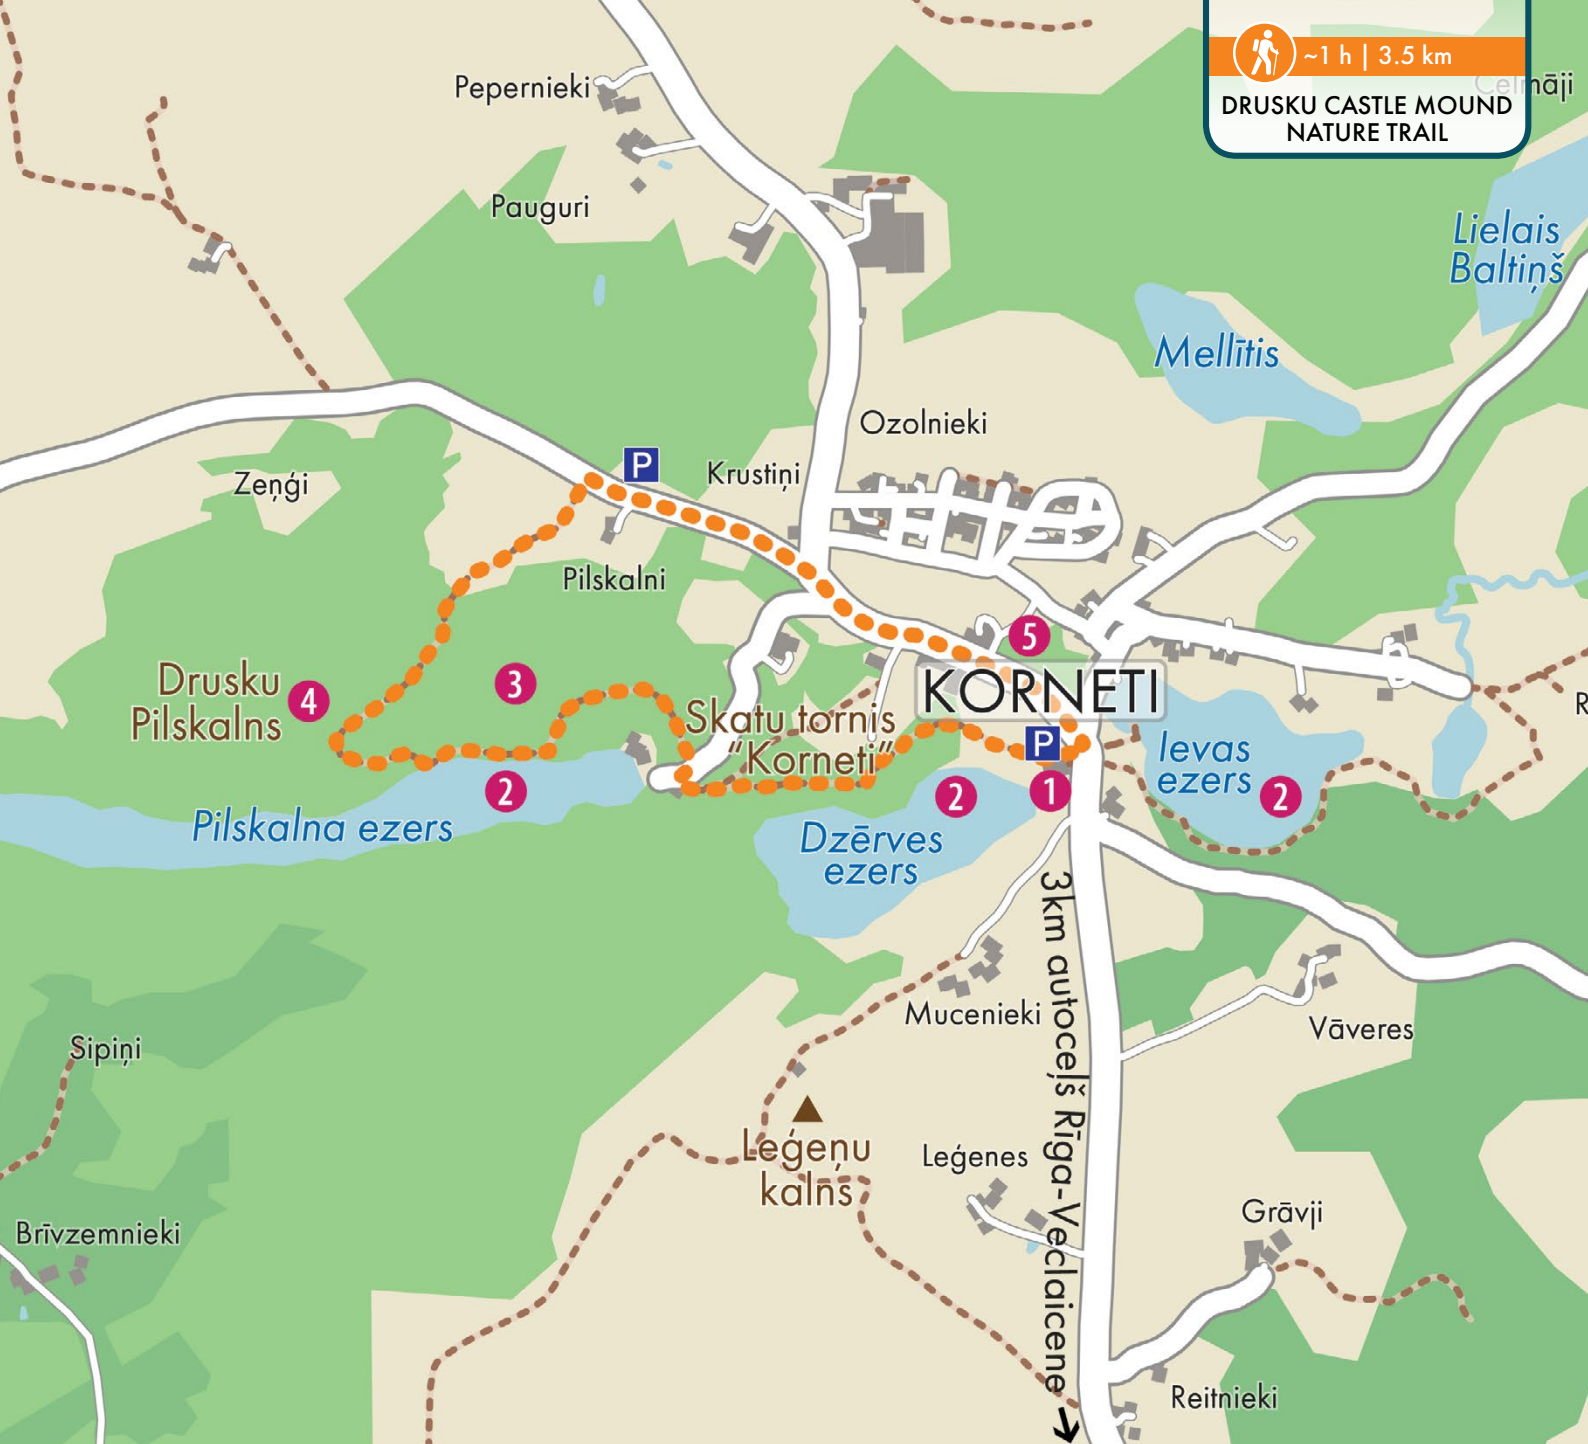 ~1 h | 3.5 km
DRUSKU CASTLE MOUND
NATURE TRAIL
Celmāji
Pepernieki
Pauguri
Lielais
Baltiņš
Mellītis
Ozolnieki
P
Krustiņi
Zeņģi
Pilskalni
5
Drusku
Pilskalns
4
3
KORNETI
Skatu tornis
"Korneti"
P
Ievas
ezers
2
2
2
1
Pilskalna ezers
Dzērves
ezers
R
3km autoceļš Rīga-Veclaicene
Mucenieki
Vāveres
Sipiņi
Leģeņu
kalns
Leģenes
Grāvji
Brīvzemnieki
Reitnieki